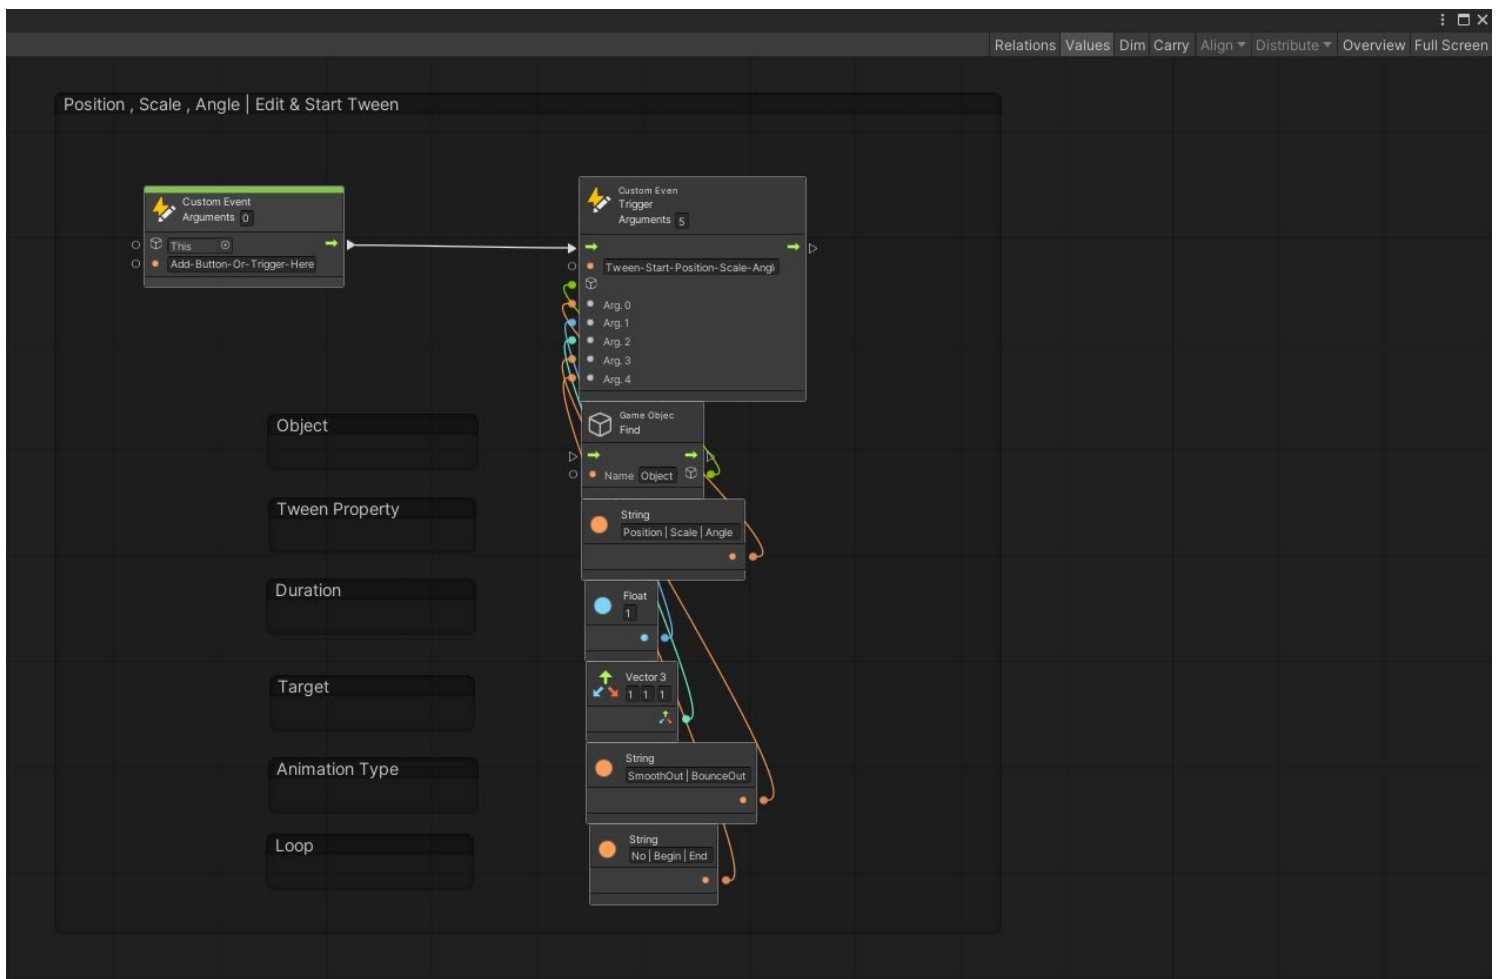 Relations Values Dim Carry Align Distribute Overview Full Screen
Position , Scale , Angle | Edit & Start Tween
Custom Event
Arguments 0
This
Add-Button-Or-Trigger-Here
Custom Even
Trigger
Arguments 5
Tween-Start-Position-Scale-Angl
Arg. 0
Arg. 1
Arg. 2
Arg. 3
Arg. 4
Object
Game Objec
Find
Name Object
Tween Property
String
Position | Scale | Angle
Duration
Float
1
Target
Vector 3
1 1 1
Animation Type
String
SmoothOut | BounceOut
Loop
String
No | Begin | End